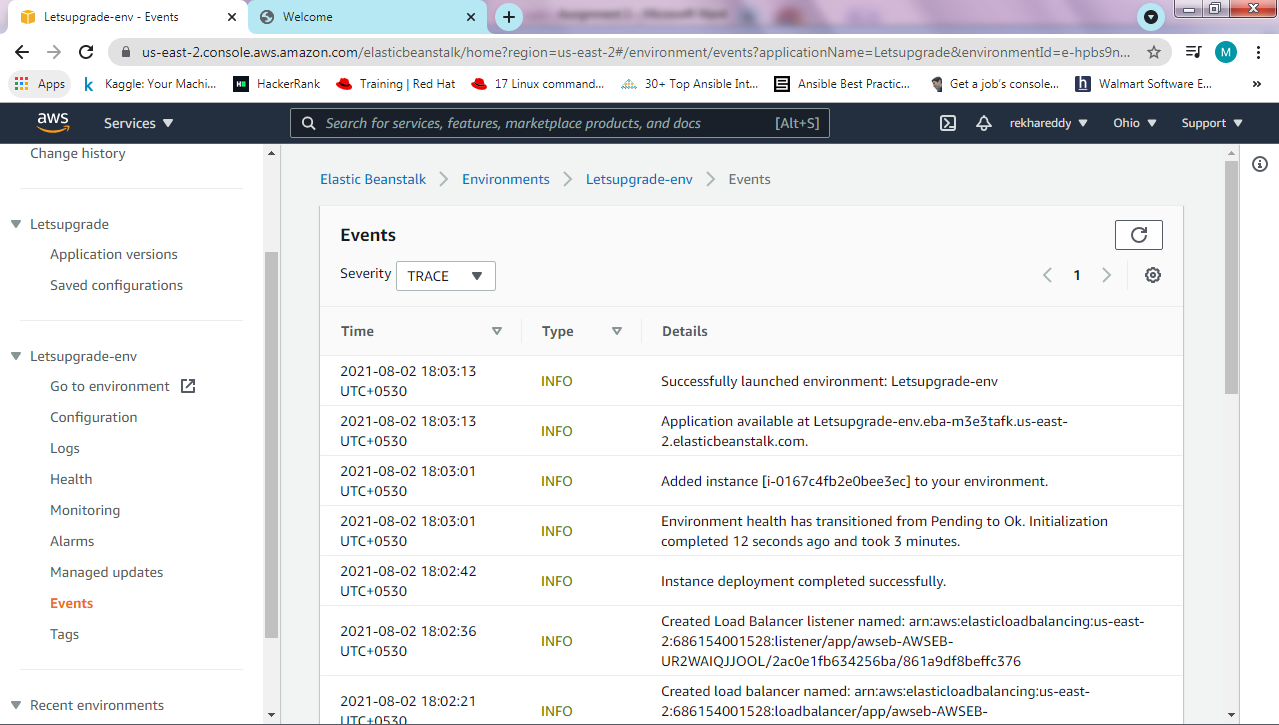 Letsupgrade-env - Events
Welcome
us-east-2.console.aws.amazon.com/elasticbeanstalk/home?region=us-east-2#/environment/events?applicationName=Letsupgrade&environmentId=e-hpbs9n...
M
Apps
Kaggle: Your Machi...
HackerRank
Training | Red Hat
17 Linux command...
30+ Top Ansible Int...
Ansible Best Practic...
Get a job's console...
Walmart Software E...
»
aws
Services
Search for services, features, marketplace products, and docs
[Alt+S]
rekhareddy
Ohio
Support
Change history
Letsupgrade
Application versions
Saved configurations
Letsupgrade-env
Go to environment
Configuration
Logs
Health
Monitoring
Alarms
Managed updates
Events
Tags
Recent environments
Elastic Beanstalk
Environments
Letsupgrade-env
Events
Events
Severity
TRACE
1
Time
Type
Details
2021-08-02 18:03:13
UTC+0530
INFO
Successfully launched environment: Letsupgrade-env
2021-08-02 18:03:13
UTC+0530
INFO
Application available at Letsupgrade-env.eba-m3e3tafk.us-east-
2.elasticbeanstalk.com.
2021-08-02 18:03:01
UTC+0530
INFO
Added instance [i-0167c4fb2e0bee3ec] to your environment.
2021-08-02 18:03:01
UTC+0530
INFO
Environment health has transitioned from Pending to Ok. Initialization
completed 12 seconds ago and took 3 minutes.
2021-08-02 18:02:42
UTC+0530
INFO
Instance deployment completed successfully.
2021-08-02 18:02:36
UTC+0530
INFO
Created Load Balancer listener named: arn:aws:elasticloadbalancing:us-east-
2:686154001528:listener/app/awseb-AWSEB-
UR2WAIQJJOOL/2ac0e1fb634256ba/861a9df8beffc376
2021-08-02 18:02:21
UTC+0530
INFO
Created load balancer named: arn:aws:elasticloadbalancing:us-east-
2:686154001528:loadbalancer/app/awseb-AWSEB-